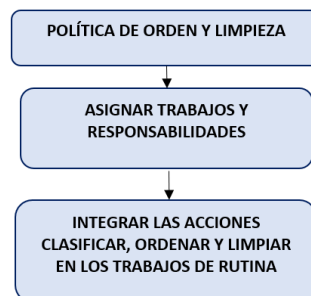 POLÍTICA DE ORDEN Y LIMPIEZA
ASIGNAR TRABAJOS Y
RESPONSABILIDADES
INTEGRAR LAS ACCIONES
CLASIFICAR, ORDENAR Y LIMPIAR
EN LOS TRABAJOS DE RUTINA